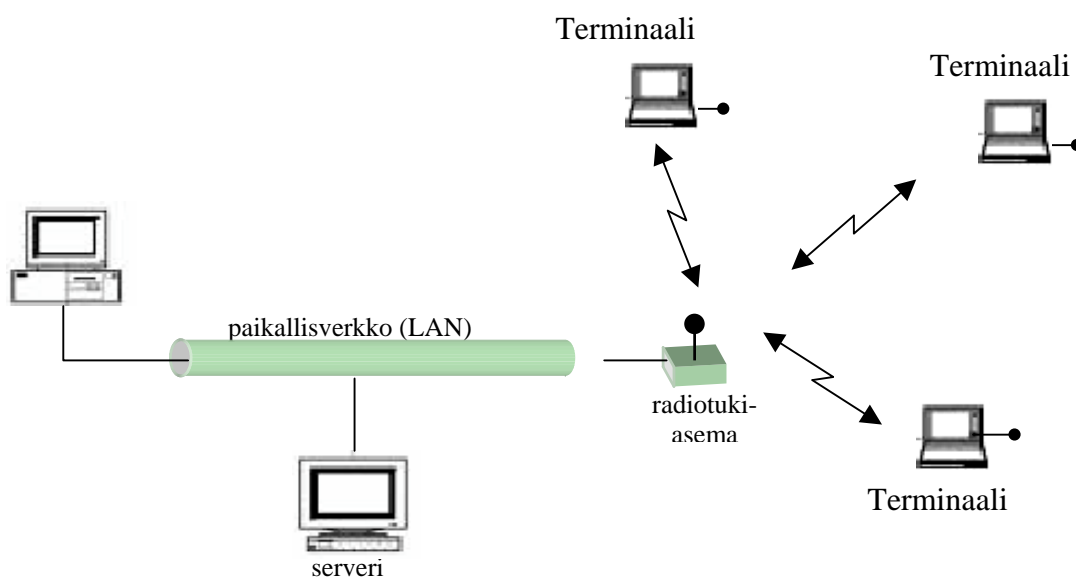 Terminaali
Terminaali
paikallisverkko (LAN)
radiotuki-
asema
Terminaali
serveri